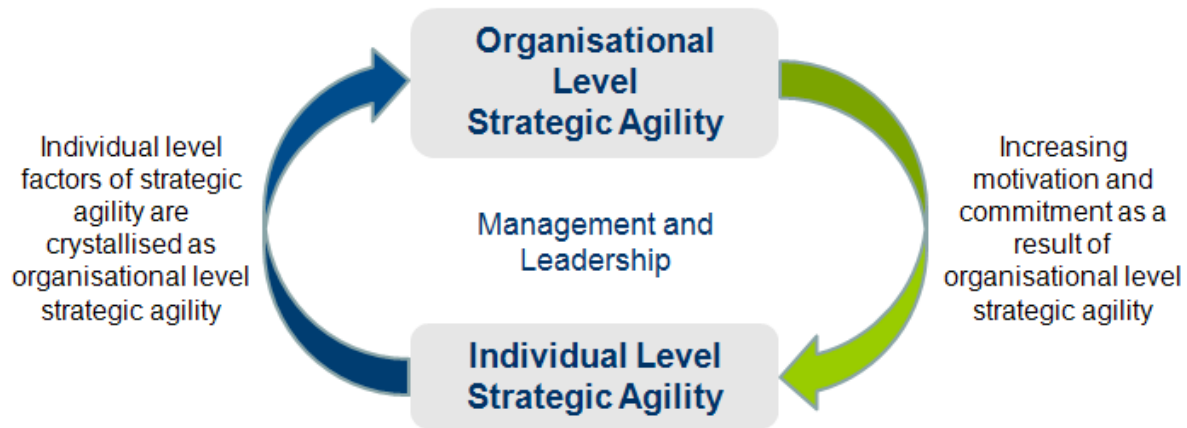 Organisational
Level
Strategic Agility
Individual level
factors of strategic
agility are
crystallised as
organisational level
strategic agility
Management and
Leadership
Increasing
motivation and
commitment as a
result of
organisational level
strategic agility
Individual Level
Strategic Agility